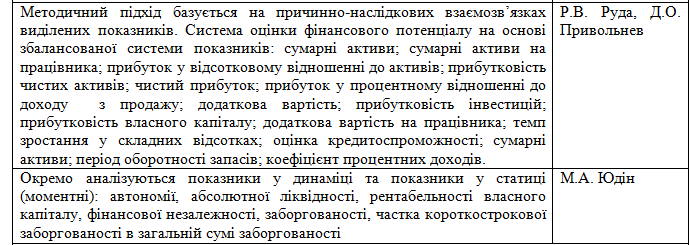 Методичний підхід базується на причинно-наслідкових взаємозв’язках
виділених показників. Система оцінки фінансового потенціалу на основі
збалансованої системи показників: сумарні активи; сумарні активи на
працівника; прибуток у відсотковому відношенні до активів; прибутковість
чистих активів; чистий прибуток; прибуток у процентному відношенні до
доходу з продажу; додаткова вартість; прибутковість інвестицій;
прибутковість власного капіталу; додаткова вартість на працівника; темп
зростання у складних відсотках; оцінка кредитоспроможності; сумарні
активи; період оборотності запасів; коефіцієнт процентних доходів.
Р.В. Руда, Д.О.
Привольнев
Окремо аналізуються показники у динаміці та показники у статиці
(моментні): автономії, абсолютної ліквідності, рентабельності власного
капіталу, фінансової незалежності, заборгованості, частка короткострокової
заборгованості в загальній сумі заборгованості
М.А. Юдін